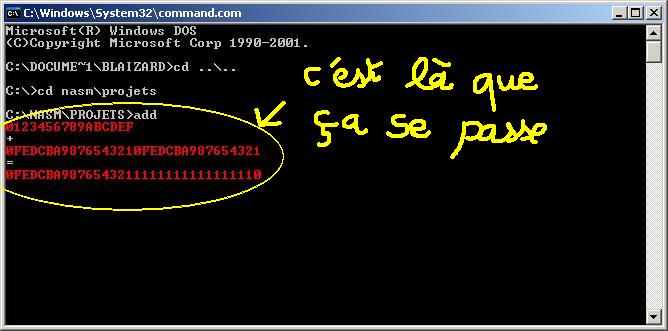 C:\Windows\System32\command.com
Microsoft(R) Windows DOS
(C)Copyright Microsoft Corp 1990-2001.
C:\DOCUME~1\BLAIZARD>cd ..\..
C:\>cd nasm\projets
C:\NASM\PROJETS>add
0123456789ABCDEF
+
0FEDCBA9876543210FEDCBA987654321
=
0FEDCBA98765432111111111111111110
c'est là que
ça se passe